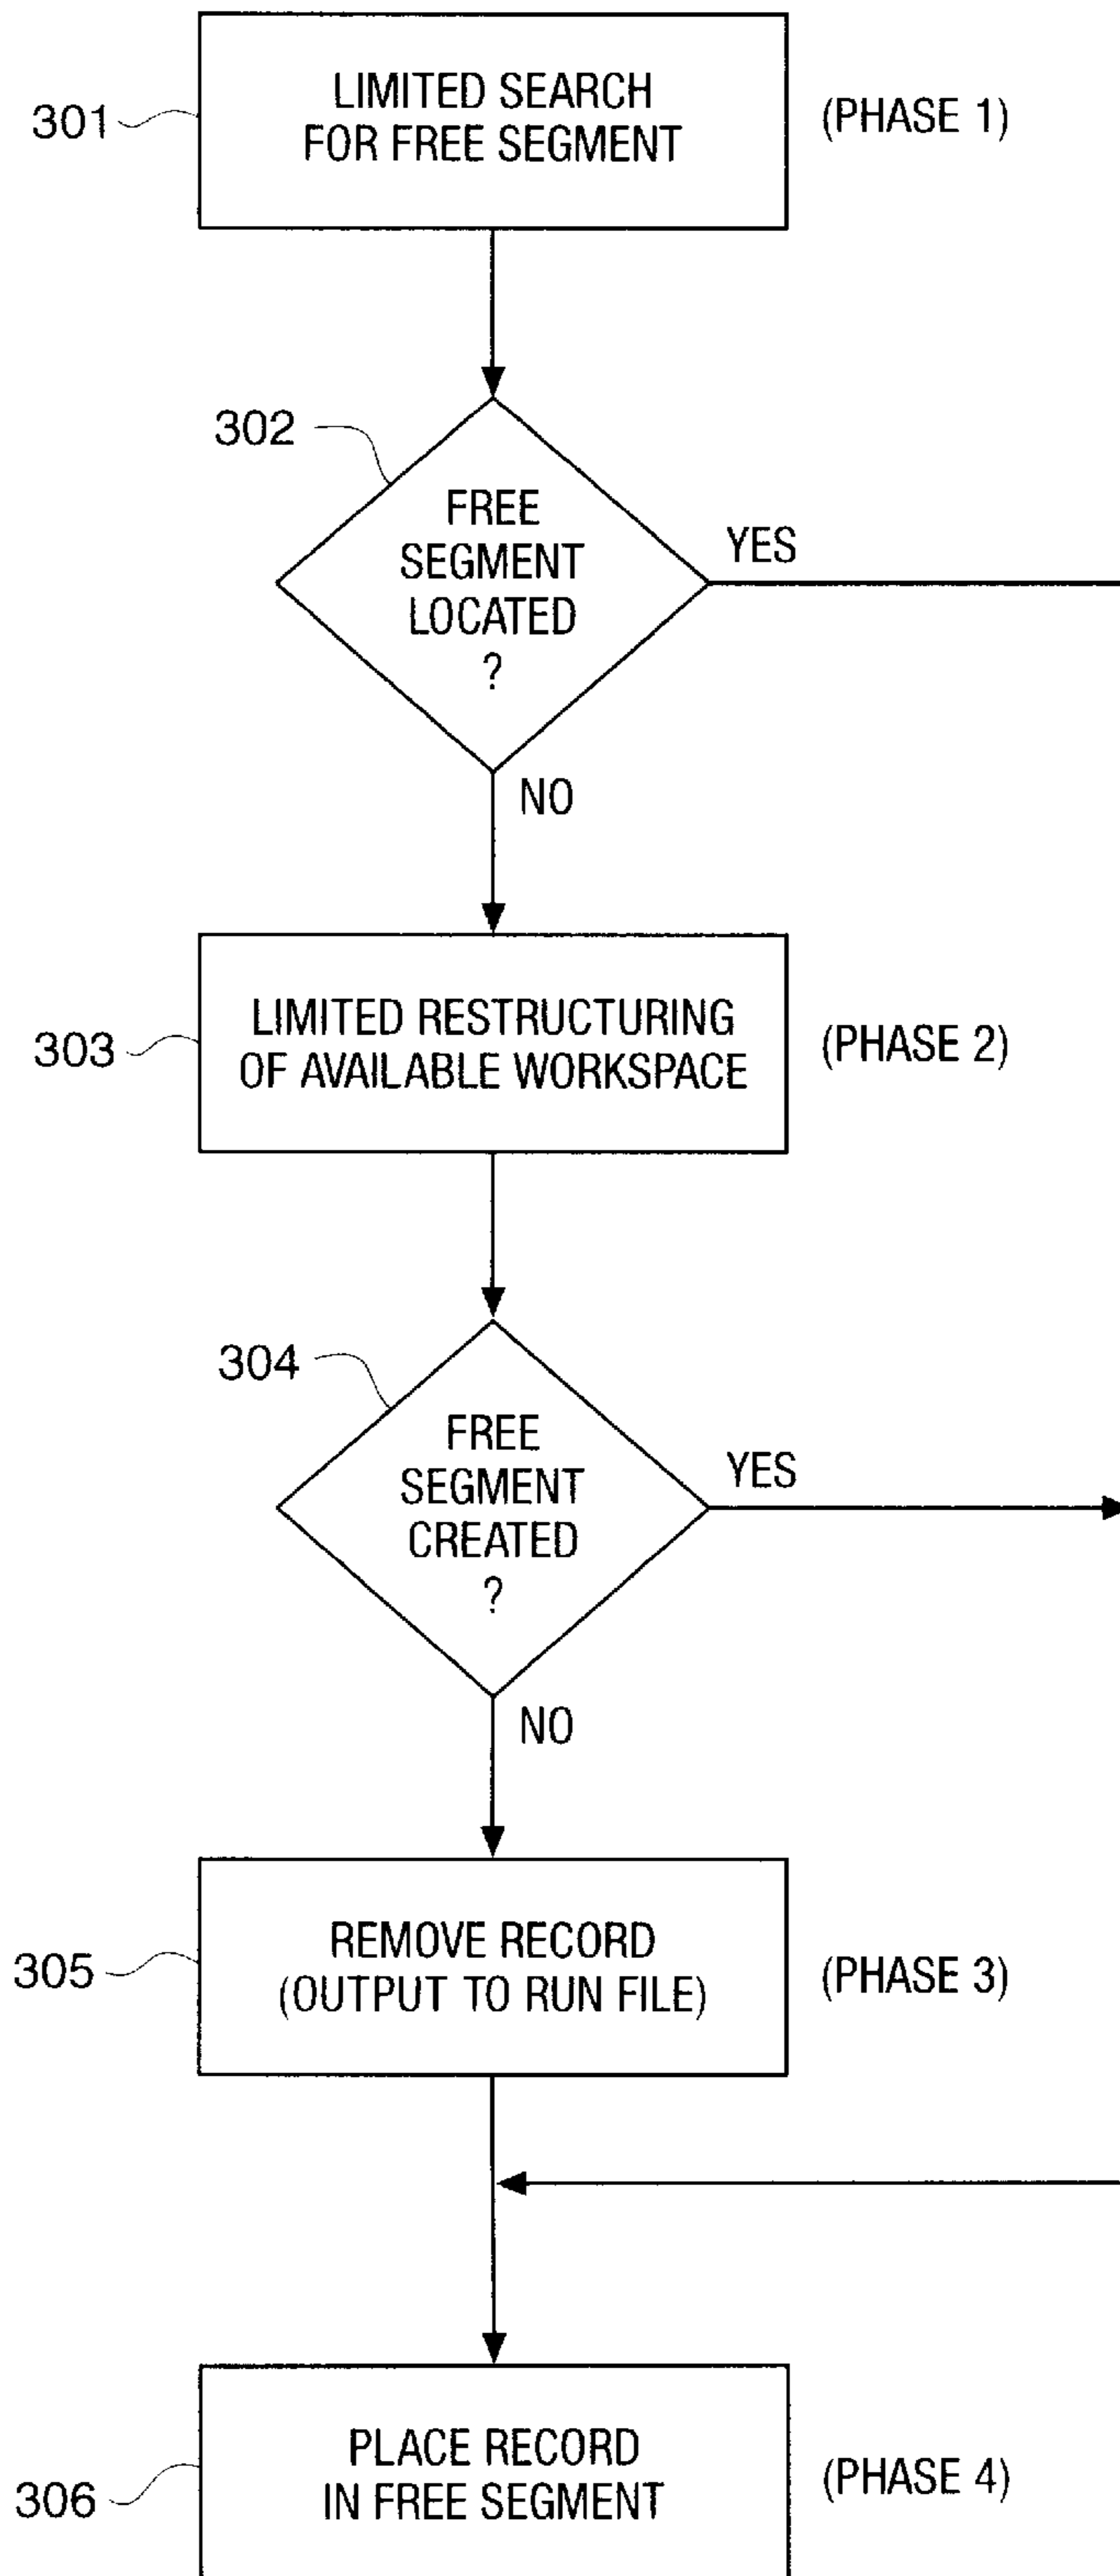 301
LIMITED SEARCH
FOR FREE SEGMENT
(PHASE 1)
302
FREE
SEGMENT
LOCATED
?
YES
NO
303
LIMITED RESTRUCTURING
OF AVAILABLE WORKSPACE
(PHASE 2)
304
FREE
SEGMENT
CREATED
?
YES
NO
305
REMOVE RECORD
(OUTPUT TO RUN FILE)
(PHASE 3)
306
PLACE RECORD
IN FREE SEGMENT
(PHASE 4)